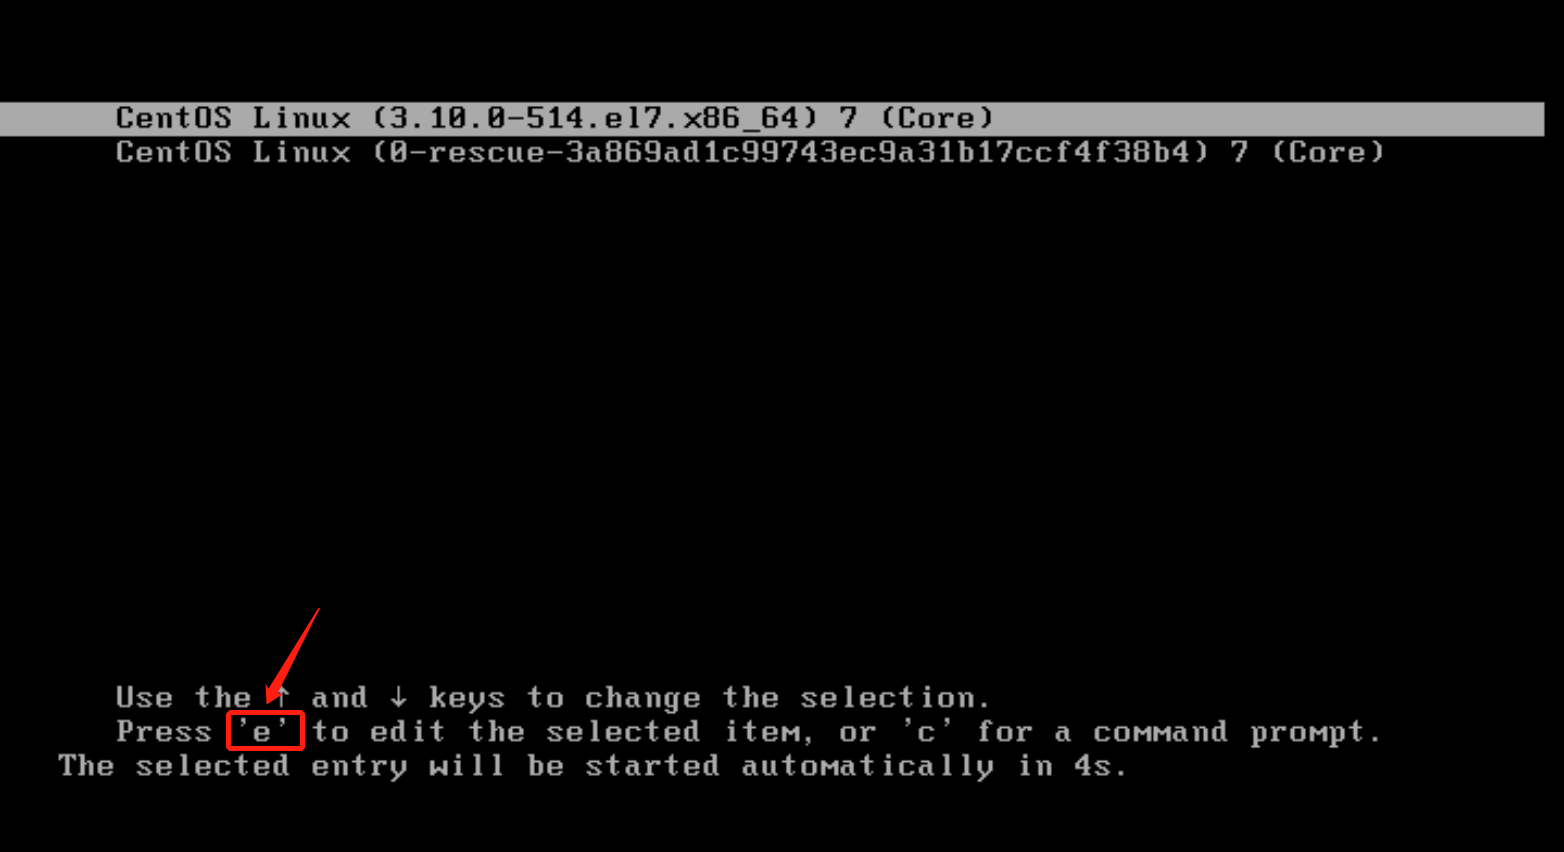 CentOS Linux (3.10.0-514.el7.x86_64) 7 (Core)
CentOS Linux (0-rescue-3a869ad1c99743ec9a31b17ccf4f38b4) 7 (Core)
Use the ↑ and ↓ keys to change the selection.
Press 'e' to edit the selected item, or 'c' for a command prompt.
The selected entry will be started automatically in 4s.